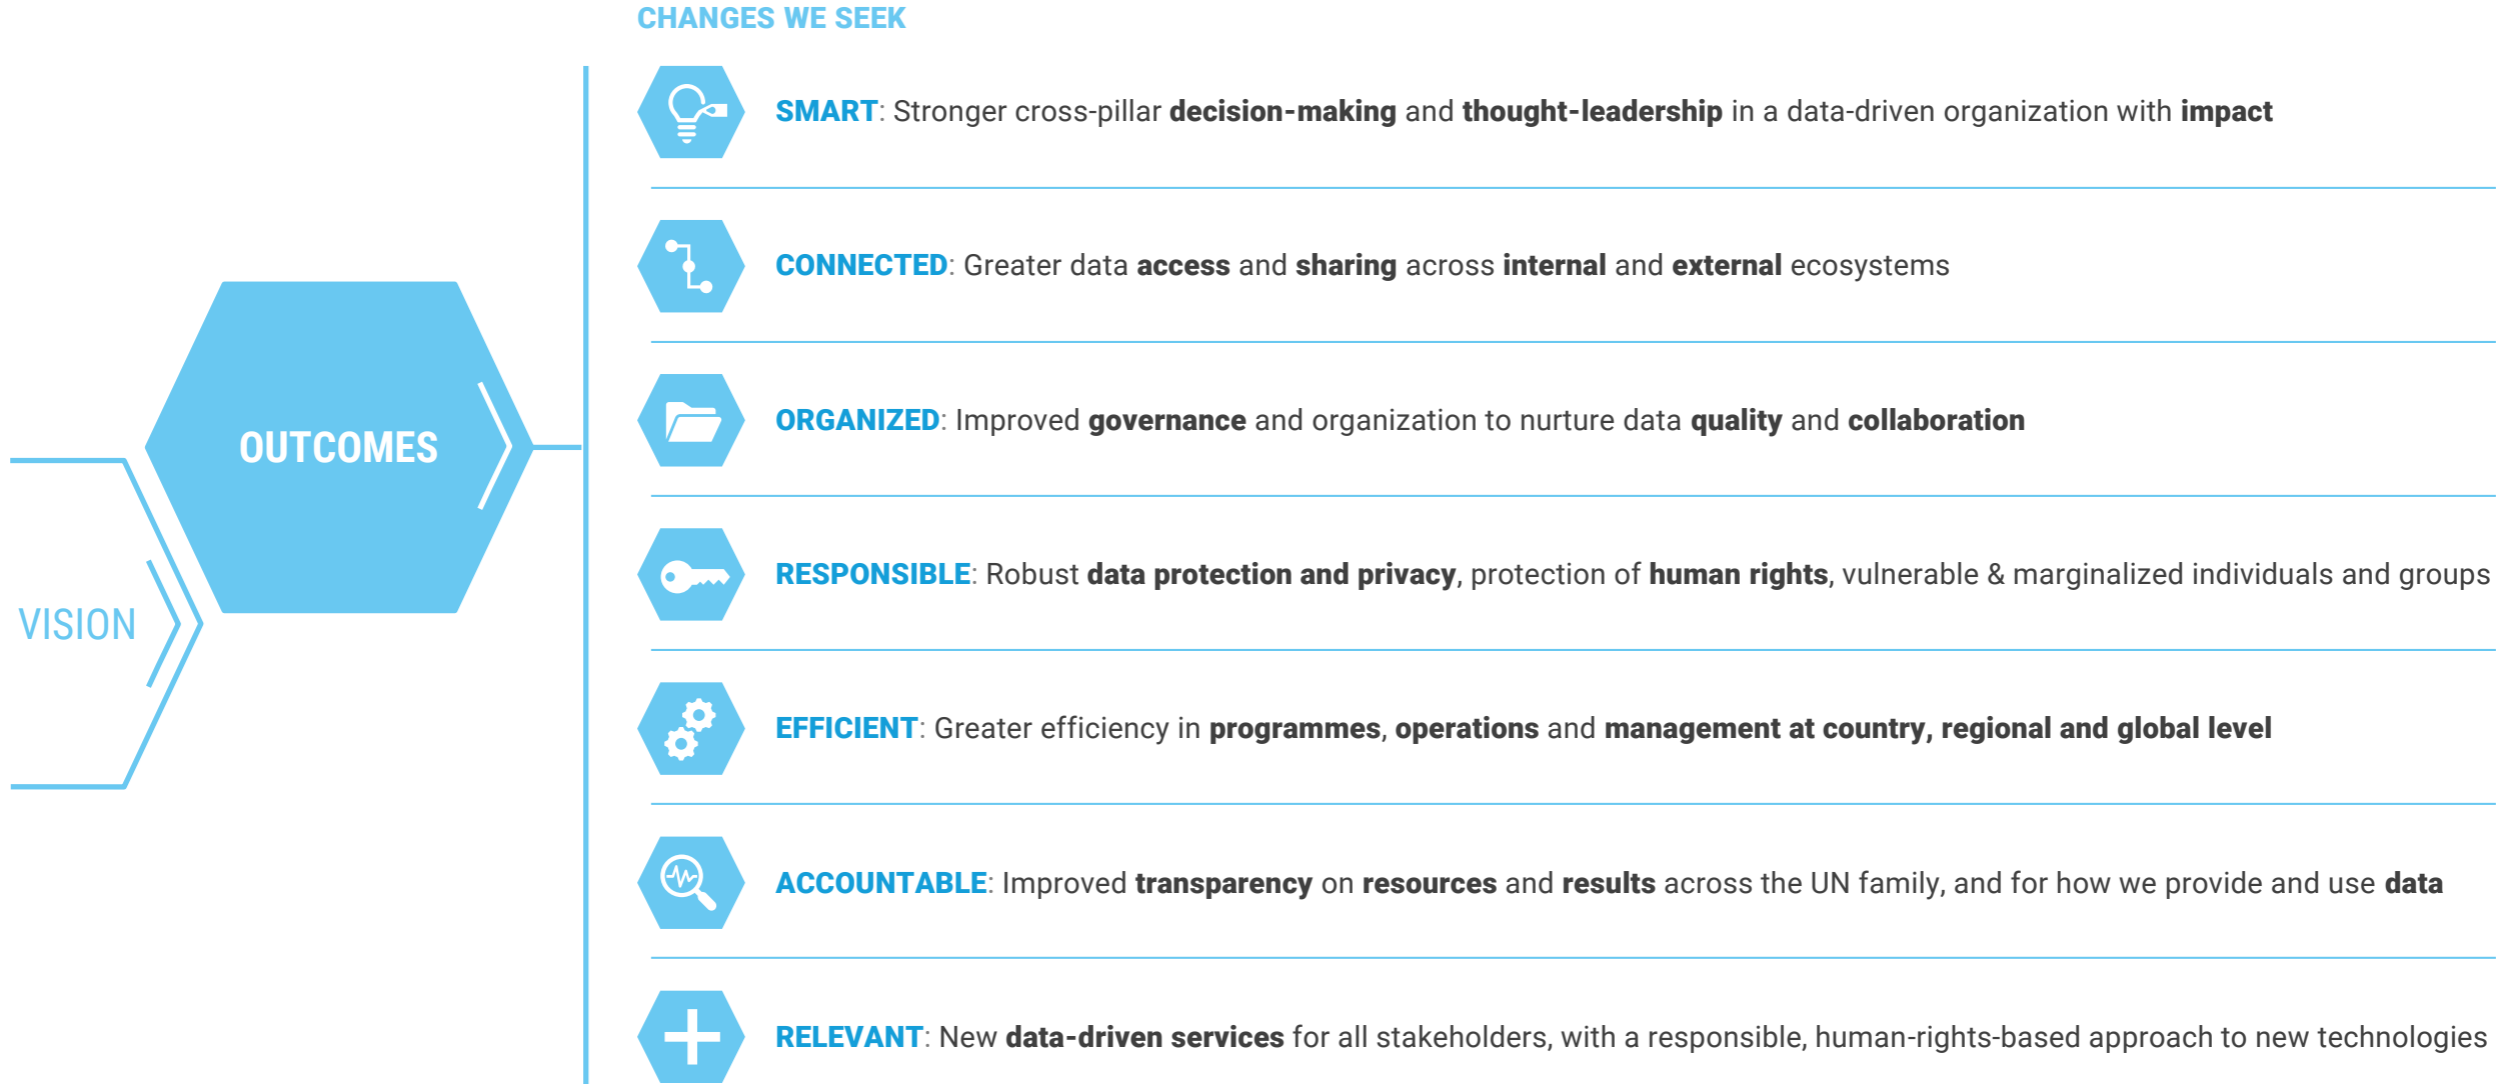 CHANGES WE SEEK
SMART: Stronger cross-pillar decision-making and thought-leadership in a data-driven organization with impact
CONNECTED: Greater data access and sharing across internal and external ecosystems
ORGANIZED: Improved governance and organization to nurture data quality and collaboration
OUTCOMES
RESPONSIBLE: Robust data protection and privacy, protection of human rights, vulnerable & marginalized individuals and groups
VISION
EFFICIENT: Greater efficiency in programmes, operations and management at country, regional and global level
ACCOUNTABLE: Improved transparency on resources and results across the UN family, and for how we provide and use data
RELEVANT: New data-driven services for all stakeholders, with a responsible, human-rights-based approach to new technologies